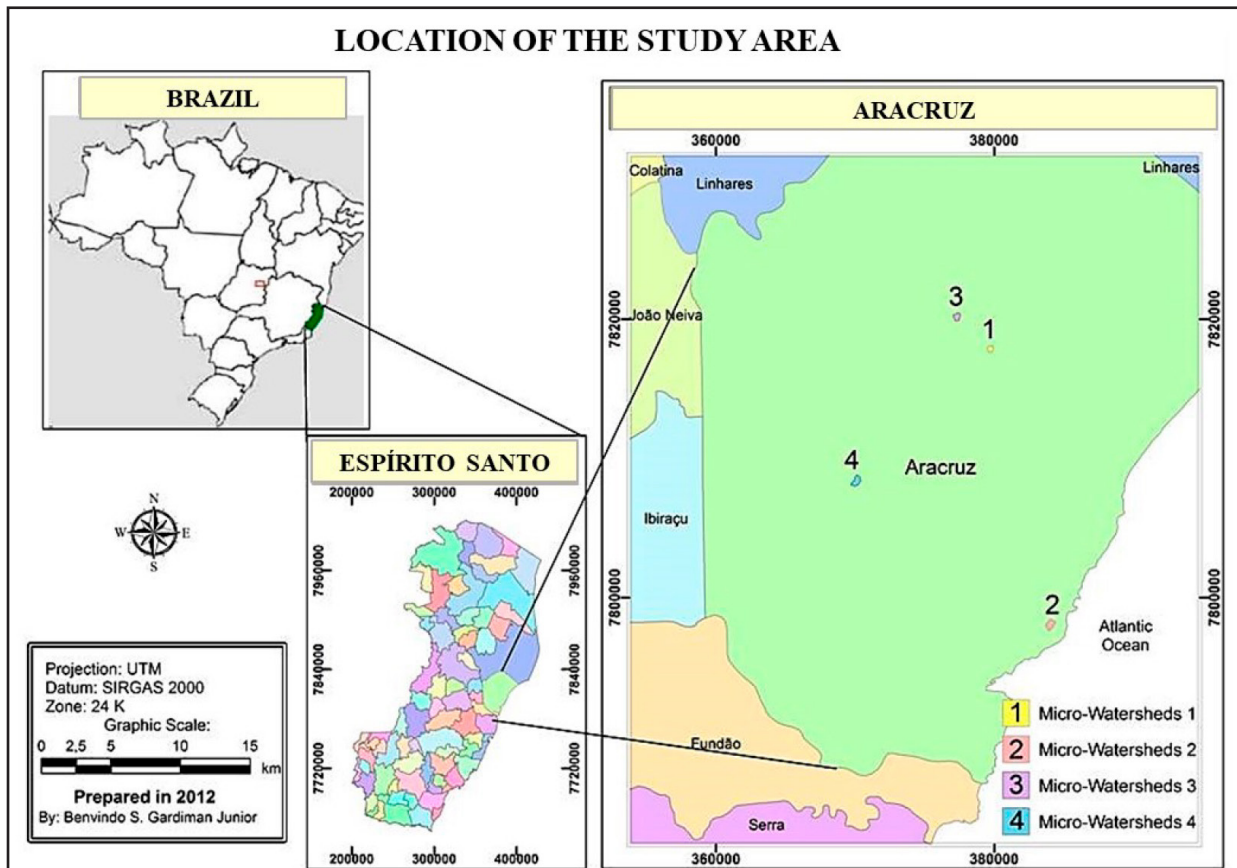 LOCATION OF THE STUDY AREA
BRAZIL
ESPÍRITO SANTO
200000
300000
400000
7960000
7960000
7840000
7840000
7720000
7720000
200000
300000
400000
N
W
E
S
Projection: UTM
Datum: SIRGAS 2000
Zone: 24 K
Graphic Scale:
0 2,5 5 10 15
km
Prepared in 2012
By: Benvindo S. Gardiman Junior
ARACRUZ
360000
380000
Colatina
Linhares
Linhares
7820000
João Neiva
3
7820000
1
4
Aracruz
Ibiraçu
7800000
7800000
2
Atlantic
Ocean
Fundão
Serra
1 Micro-Watersheds 1
2 Micro-Watersheds 2
3 Micro-Watersheds 3
4 Micro-Watersheds 4
360000
380000